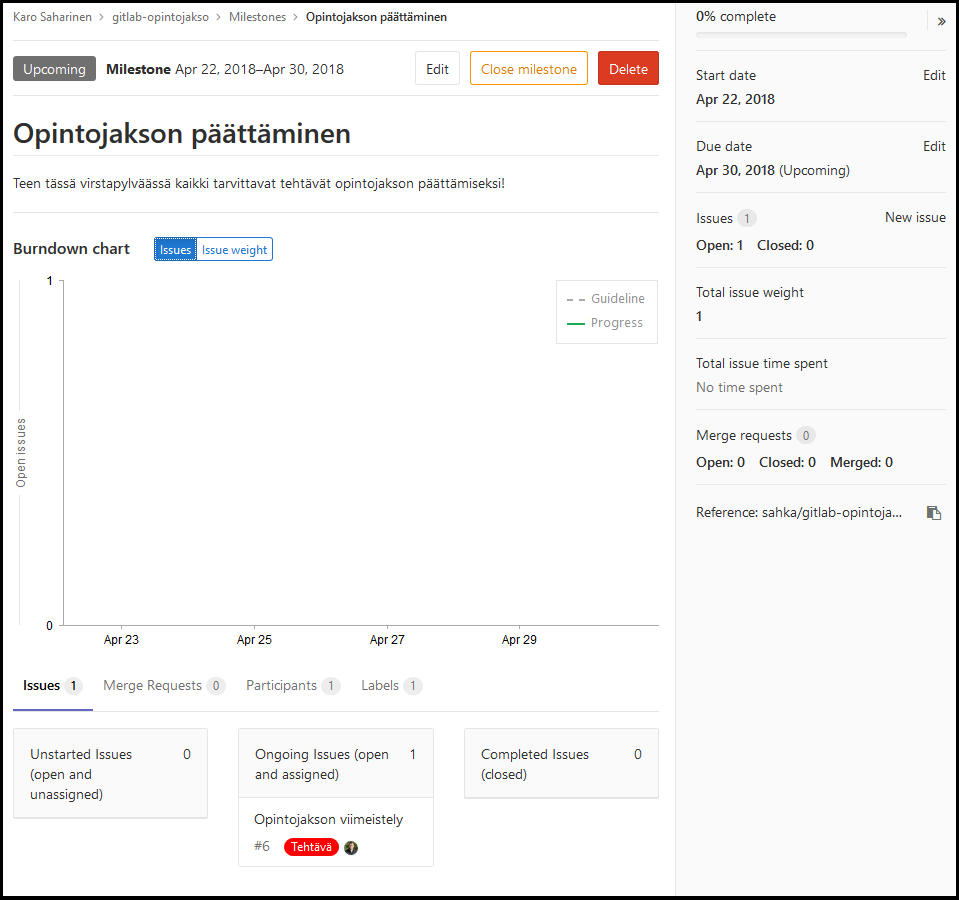 Karo Saharinen > gitlab-opintojakso > Milestones > Opintojakson päättäminen
Upcoming Milestone Apr 22, 2018–Apr 30, 2018 Edit Close milestone Delete
Opintojakson päättäminen
Teen tässä virstapylväässä kaikki tarvittavat tehtävät opintojakson päättämiseksi!
Burndown chart Issues Issue weight
1
Guideline
Progress
Open issues
0
Apr 23 Apr 25 Apr 27 Apr 29
Issues 1 Merge Requests 0 Participants 1 Labels 1
Unstarted Issues 0
(open and
unassigned)
Ongoing Issues (open 1
and assigned)
Opintojakson viimeistely
#6 Tehtävä
Completed Issues 0
(closed)
0% complete »
Start date Edit
Apr 22, 2018
Due date Edit
Apr 30, 2018 (Upcoming)
Issues 1 New issue
Open: 1 Closed: 0
Total issue weight
1
Total issue time spent
No time spent
Merge requests 0
Open: 0 Closed: 0 Merged: 0
Reference: sahka/gitlab-opintoja...